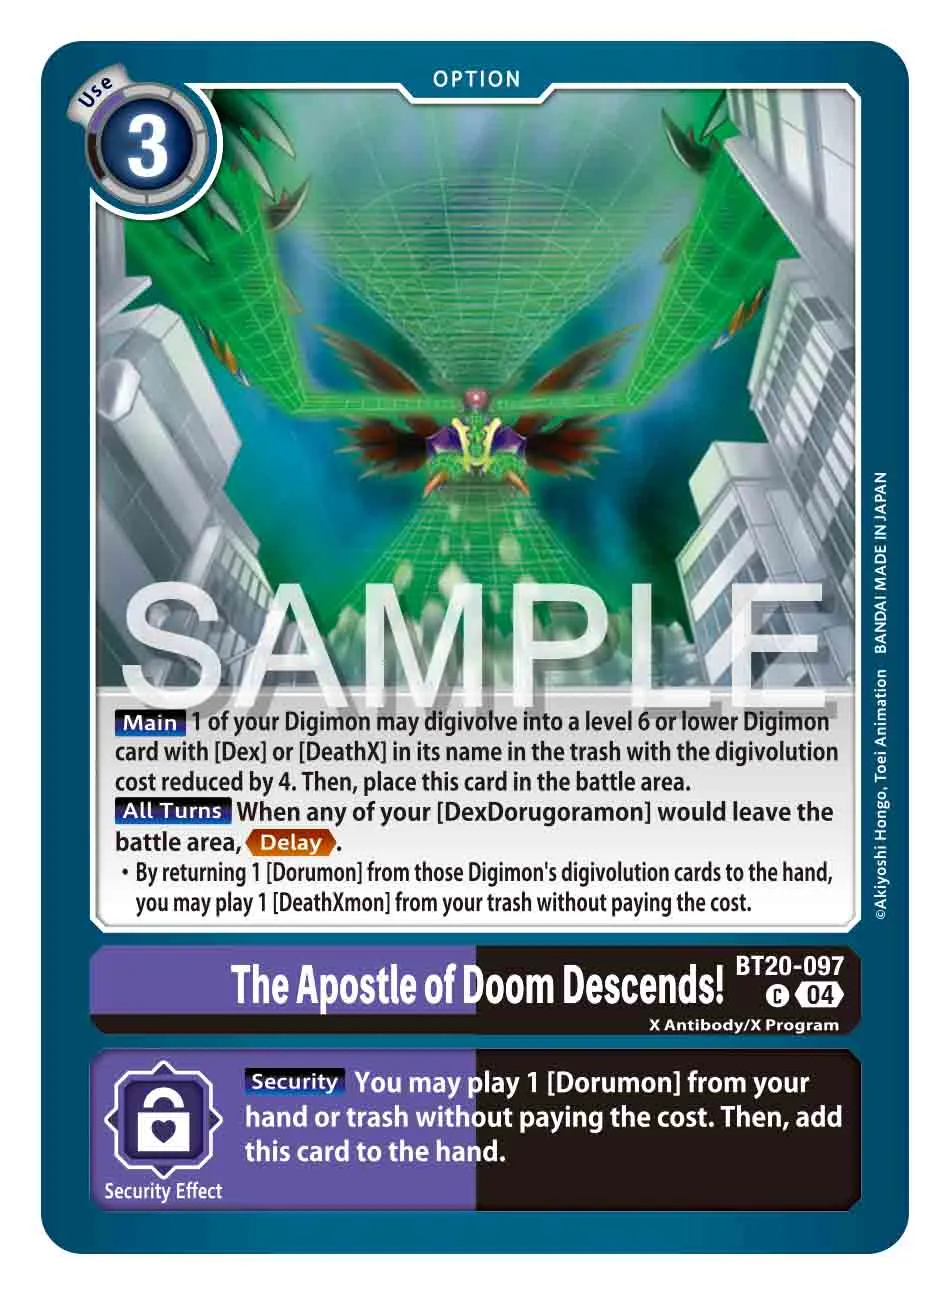 OPTION
Use
3
SAMPLE
Main 1 of your Digimon may digivolve into a level 6 or lower Digimon
card with [Dex] or [DeathX] in its name in the trash with the digivolution
cost reduced by 4. Then, place this card in the battle area.
All Turns When any of your [DexDorugoramon] would leave the
battle area, Delay.
・By returning 1 [Dorumon] from those Digimon's digivolution cards to the hand,
you may play 1 [DeathXmon] from your trash without paying the cost.
©Akiyoshi Hongo, Toei Animation BANDAI MADE IN JAPAN
The Apostle of Doom Descends!
BT20-097
C 04
X Antibody/X Program
Security You may play 1 [Dorumon] from your
hand or trash without paying the cost. Then, add
this card to the hand.
Security Effect